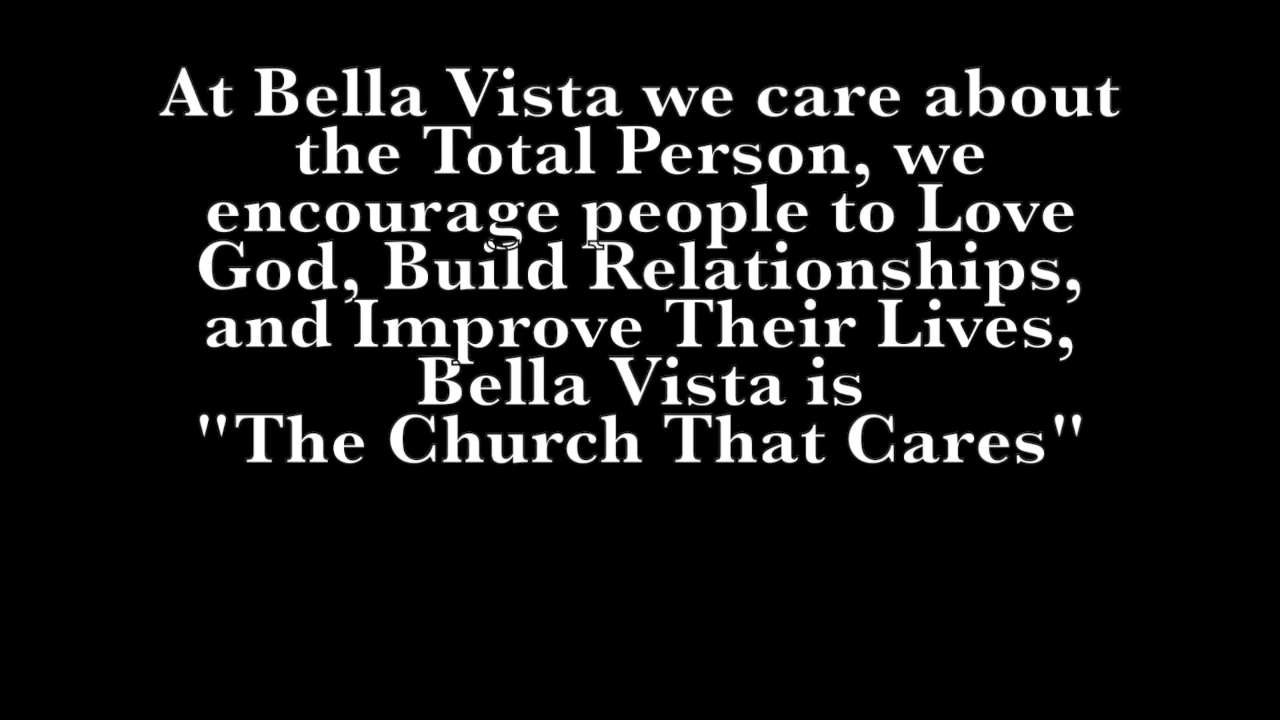 At Bella Vista we care about
the Total Person, we
encourage people to Love
God, Build Relationships,
and Improve Their Lives,
Bella Vista is
"The Church That Cares"